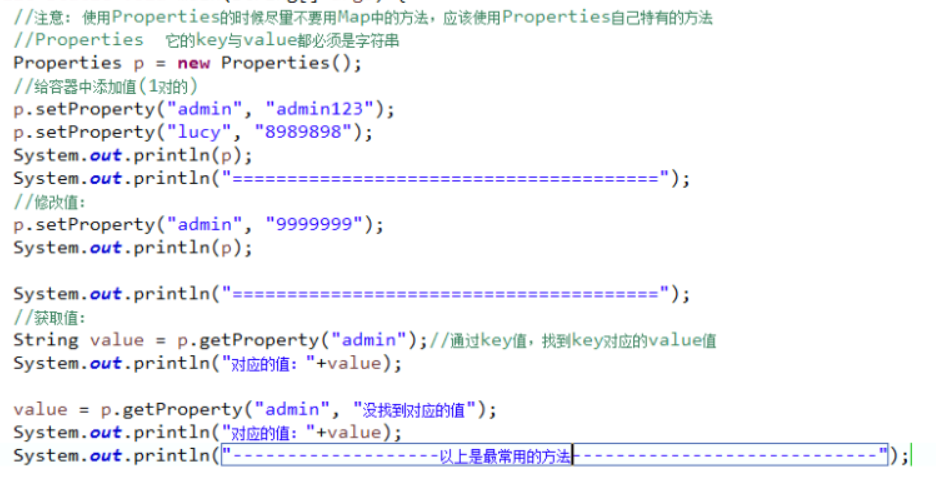 //注意: 使用Properties的时候尽量不要用Map中的方法，应该使用Properties自己特有的方法
//Properties  它的key与value都必须是字符串
Properties p = new Properties();
//给容器中添加值(1对的)
p.setProperty("admin", "admin123");
p.setProperty("lucy", "8989898");
System.out.println(p);
System.out.println("=======================================");
//修改值:
p.setProperty("admin", "9999999");
System.out.println(p);
System.out.println("=======================================");
//获取值:
String value = p.getProperty("admin");//通过key值，找到key对应的value值
System.out.println("对应的值: "+value);
value = p.getProperty("admin", "没找到对应的值");
System.out.println("对应的值: "+value);
System.out.println("-------------------以上是最常用的方法----------------------------");